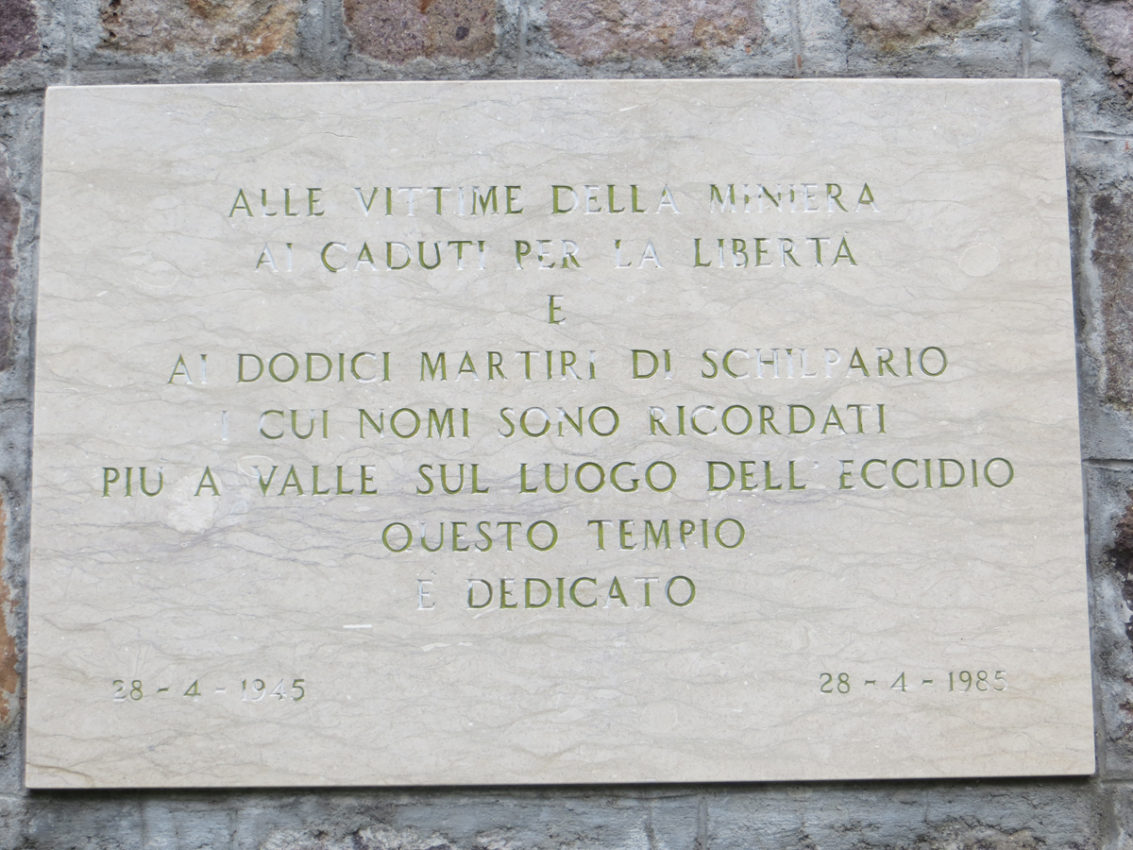 ALLE VITTIME DELLA MINIERA
AI CADUTI PER LA LIBERTÀ
E
AI DODICI MARTIRI DI SCHILPARIO
I CUI NOMI SONO RICORDATI
PIU A VALLE SUL LUOGO DELL' ECCIDIO
QUESTO TEMPIO
È DEDICATO
28 - 4 - 1945
28 - 4 - 1985